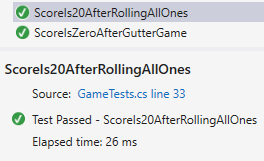 ScoreIs20AfterRollingAllOnes
ScoreIsZeroAfterGutterGame
ScoreIs20AfterRollingAllOnes
Source: GameTests.cs line 33
Test Passed - ScoreIs20AfterRollingAllOnes
Elapsed time: 26 ms